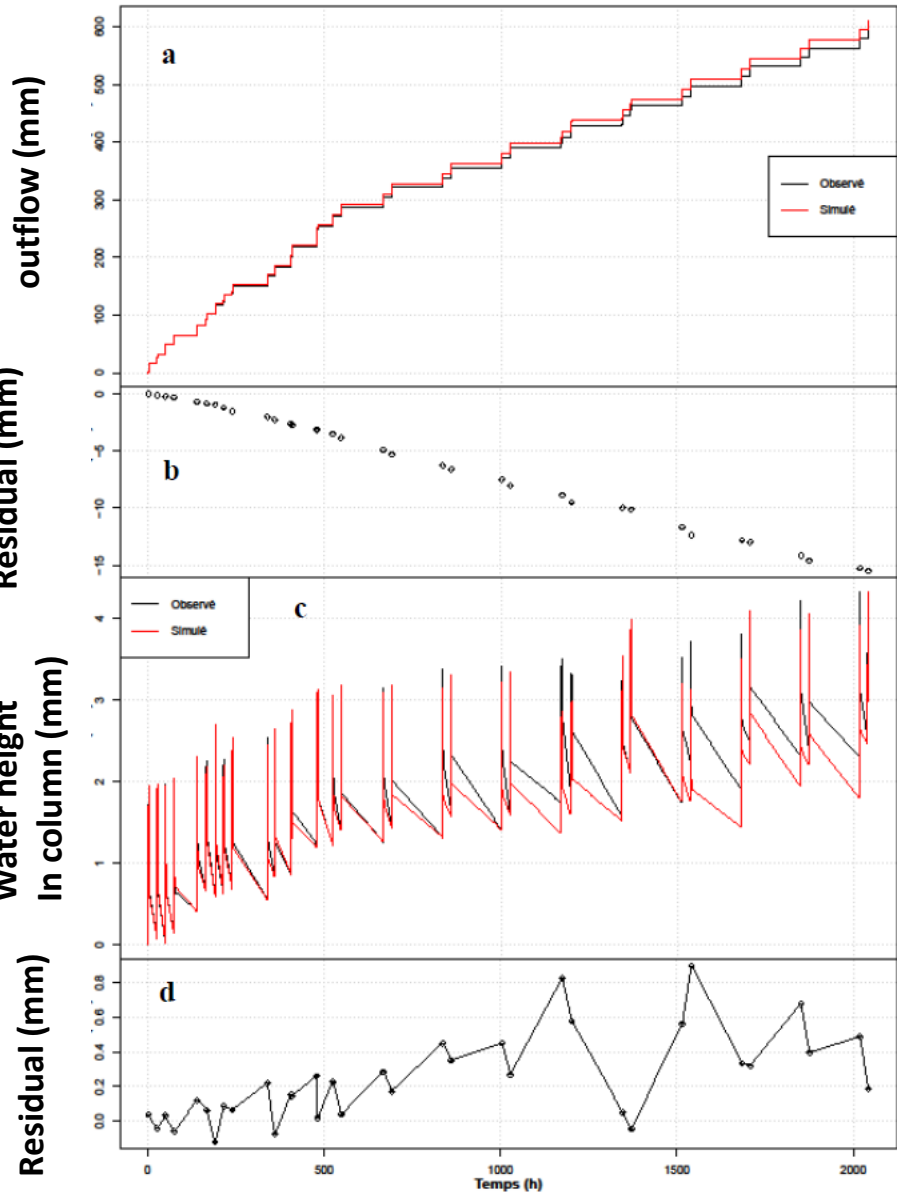 outflow (mm)
600
500
400
300
200
100
0
a
Observé
Simulé
Residual (mm)
0
-5
-10
-15
b
Water height
In column (mm)
4
3
2
1
0
c
Observé
Simulé
Residual (mm)
0.8
0.6
0.4
0.2
0.0
d
0
500
1000
1500
2000
Temps (h)